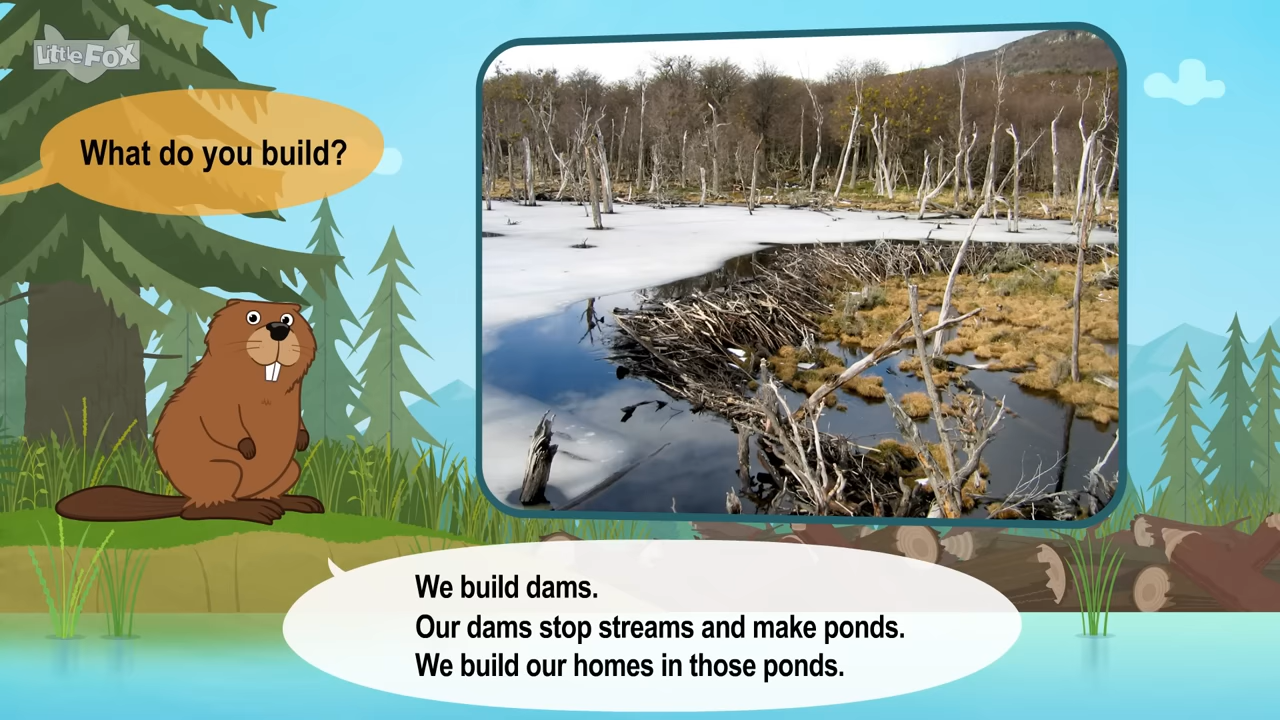 Little Fox
What do you build?
We build dams.
Our dams stop streams and make ponds.
We build our homes in those ponds.